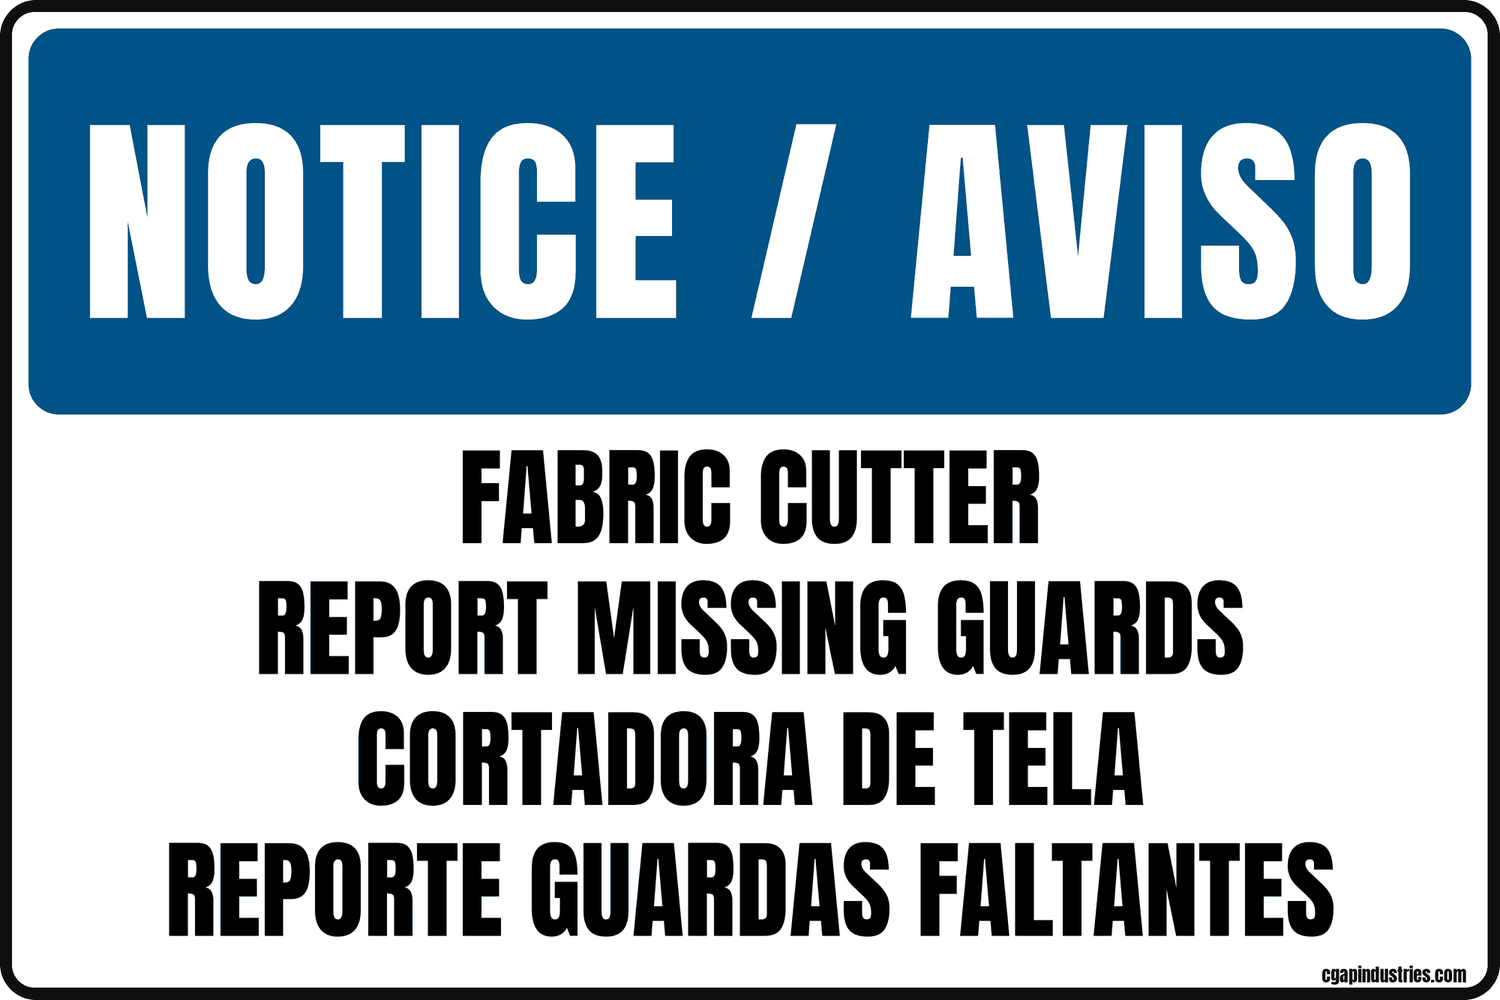 NOTICE / AVISO
FABRIC CUTTER
REPORT MISSING GUARDS
CORTADORA DE TELA
REPORTE GUARDAS FALTANTES
cgapindustries.com